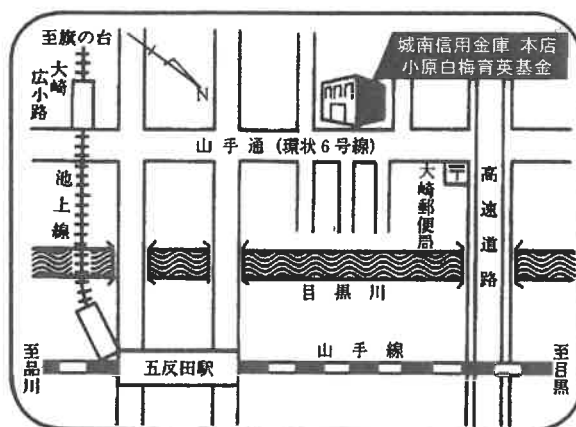 城南信用金庫 本店
小原白梅育英基金
至旗の台
大崎
広小路
N
山手通(環状6号線)
池上線
大崎郵便局
〒
高速道路
目黒川
山手線
五反田駅
至品川
至目黒